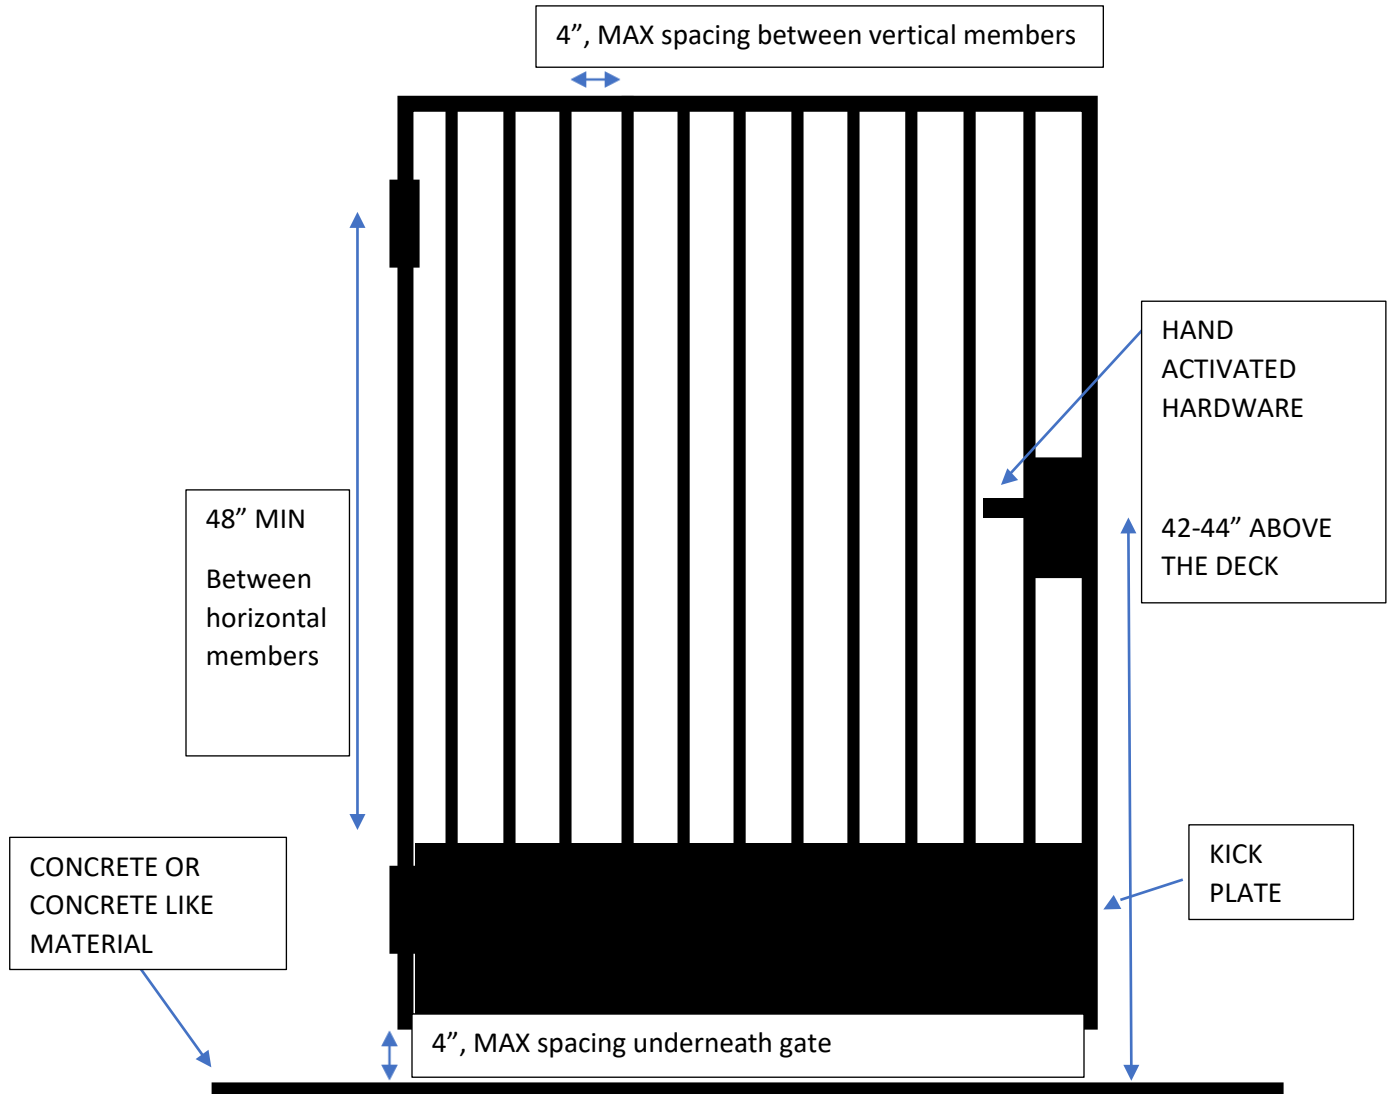 4”, MAX spacing between vertical members
HAND
ACTIVATED
HARDWARE
42-44” ABOVE
THE DECK
48” MIN
Between
horizontal
members
KICK
PLATE
CONCRETE OR
CONCRETE LIKE
MATERIAL
4”, MAX spacing underneath gate